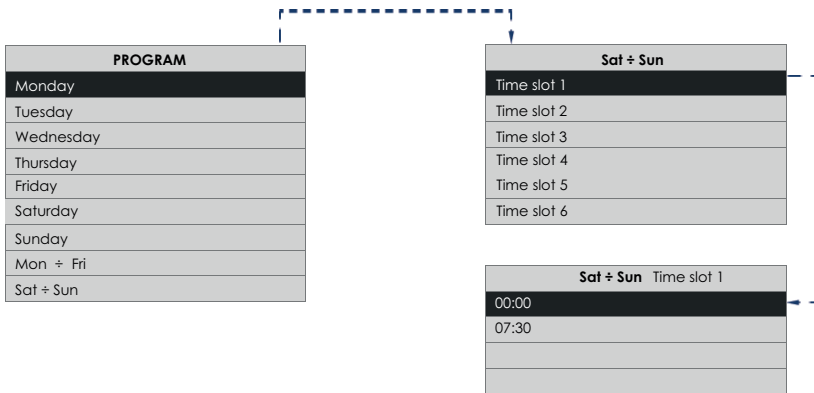 PROGRAM
Monday
Tuesday
Wednesday
Thursday
Friday
Saturday
Sunday
Mon ÷ Fri
Sat ÷ Sun
Sat ÷ Sun
Time slot 1
Time slot 2
Time slot 3
Time slot 4
Time slot 5
Time slot 6
Sat ÷ Sun Time slot 1
00:00
07:30